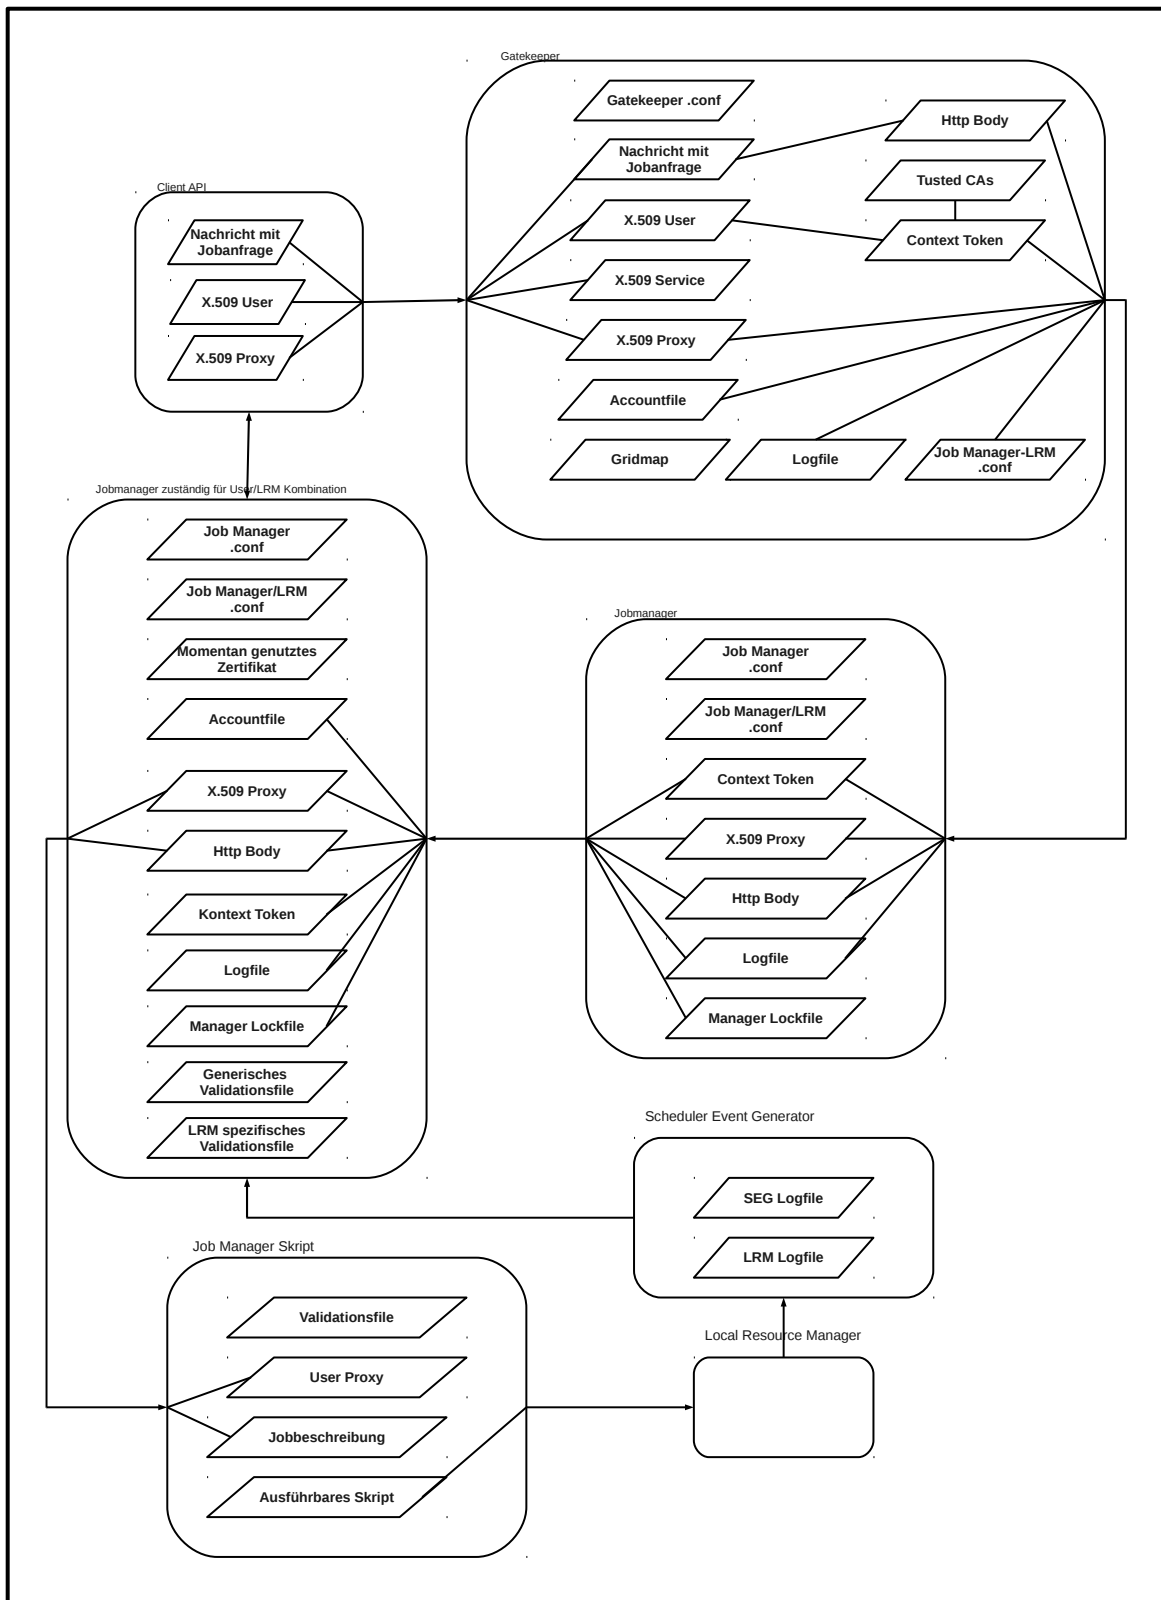 Gatekeeper
Gatekeeper .conf
Nachricht mit
Jobanfrage
X.509 User
X.509 Service
X.509 Proxy
Accountfile
Gridmap
Logfile
Job Manager-LRM
.conf
Http Body
Tusted CAs
Context Token
Client API
Nachricht mit
Jobanfrage
X.509 User
X.509 Proxy
Jobmanager zuständig für User/LRM Kombination
Job Manager
.conf
Job Manager/LRM
.conf
Momentan genutztes
Zertifikat
Accountfile
X.509 Proxy
Http Body
Kontext Token
Logfile
Manager Lockfile
Generisches
Validationsfile
LRM spezifisches
Validationsfile
Jobmanager
Job Manager
.conf
Job Manager/LRM
.conf
Context Token
X.509 Proxy
Http Body
Logfile
Manager Lockfile
Scheduler Event Generator
SEG Logfile
LRM Logfile
Job Manager Skript
Validationsfile
User Proxy
Jobbeschreibung
Ausführbares Skript
Local Resource Manager